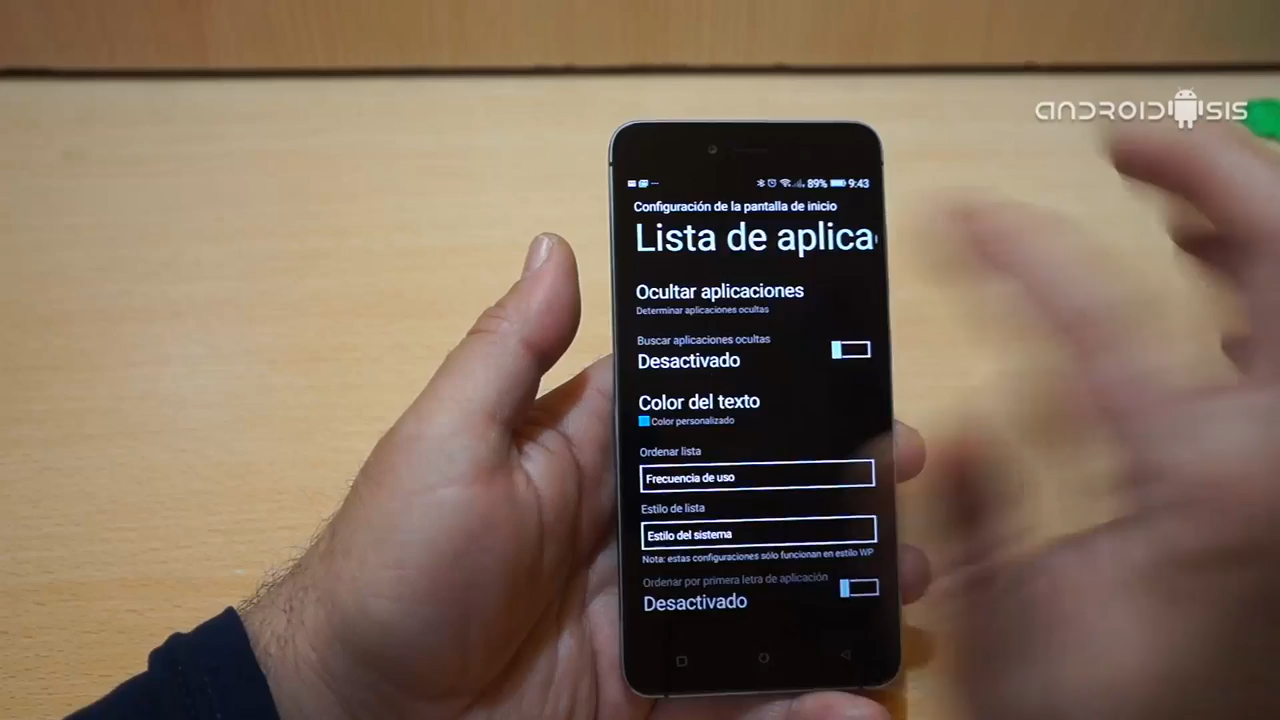 ANDROIDSIS
89% 9:43
Configuración de la pantalla de inicio
Lista de aplica
Ocultar aplicaciones
Determinar aplicaciones ocultas
Buscar aplicaciones ocultas
Desactivado
Color del texto
Color personalizado
Ordenar lista
Frecuencia de uso
Estilo de lista
Estilo del sistema
Nota: estas configuraciones sólo funcionan en estilo WP
Ordenar por primera letra de aplicación
Desactivado